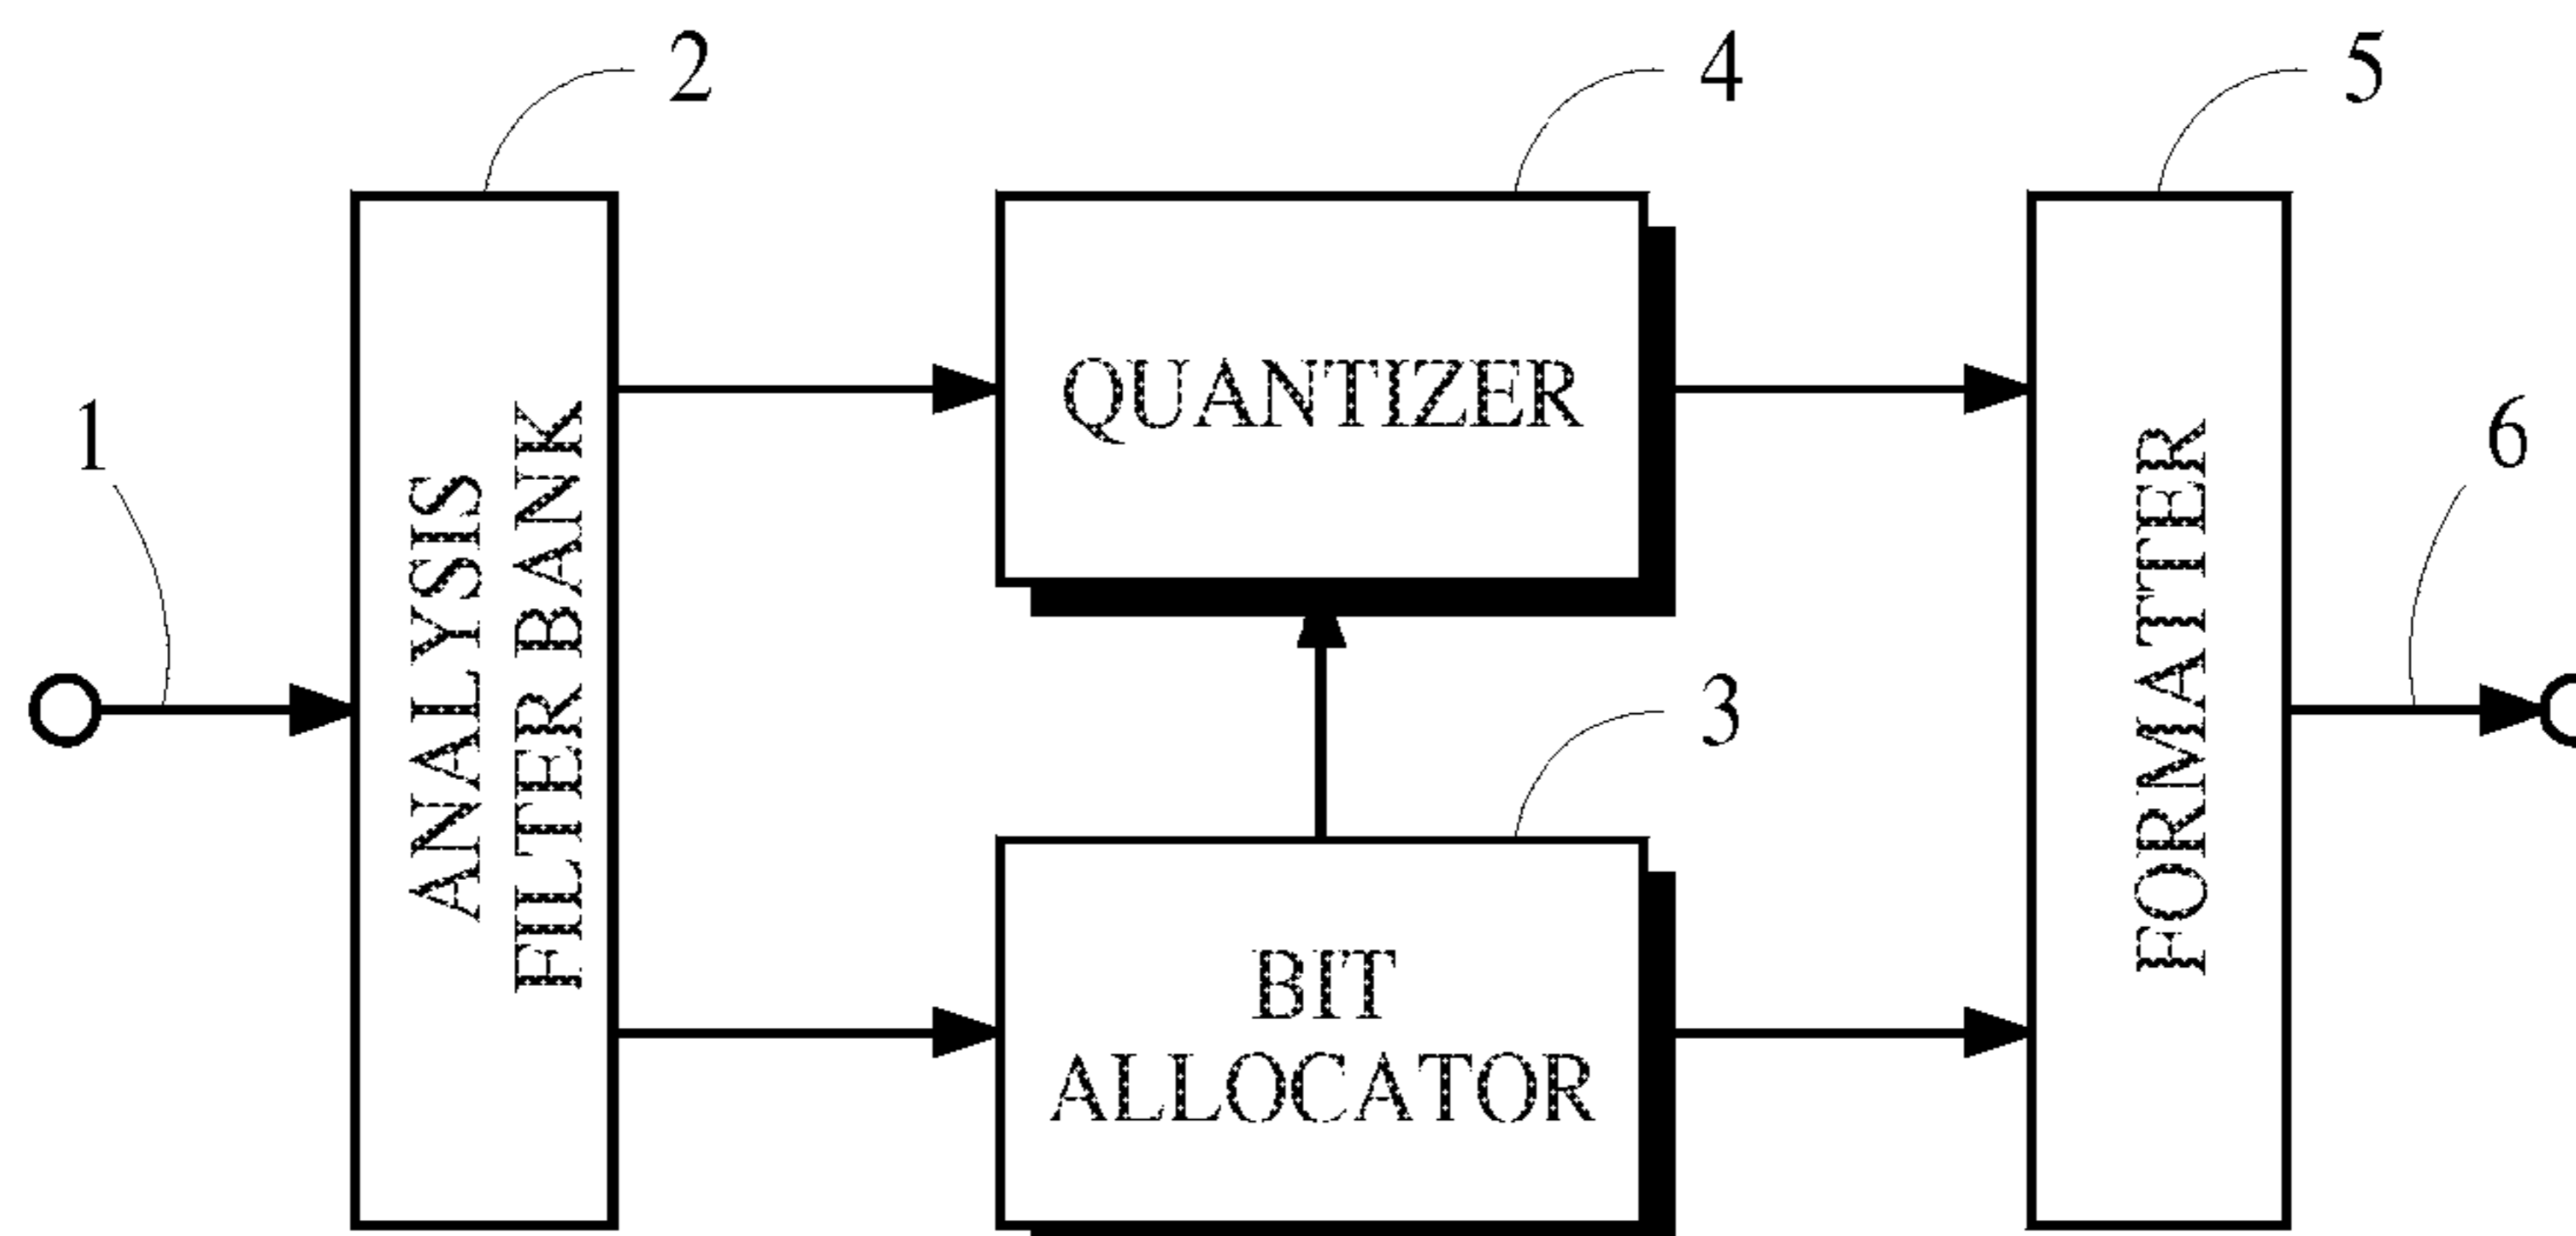 2
4
5
1
ANALYSIS
FILTER BANK
QUANTIZER
FORMATTER
6
3
BIT
ALLOCATOR